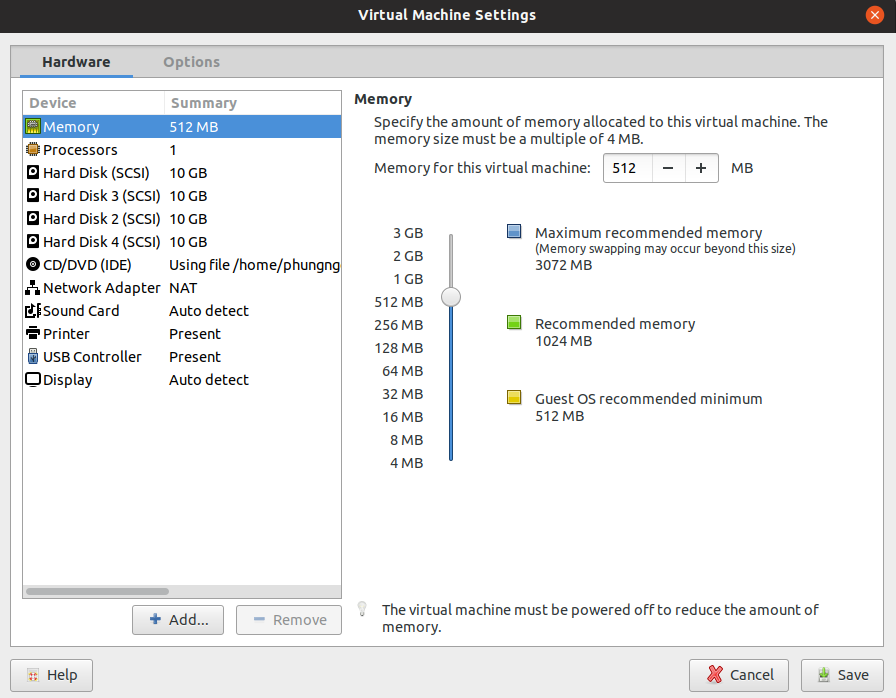 Virtual Machine Settings
Hardware Options
Device Summary
Memory 512 MB
Processors 1
Hard Disk (SCSI) 10 GB
Hard Disk 3 (SCSI) 10 GB
Hard Disk 2 (SCSI) 10 GB
Hard Disk 4 (SCSI) 10 GB
CD/DVD (IDE) Using file /home/phungng
Network Adapter NAT
Sound Card Auto detect
Printer Present
USB Controller Present
Display Auto detect
Add... Remove
Memory
Specify the amount of memory allocated to this virtual machine. The
memory size must be a multiple of 4 MB.
Memory for this virtual machine: 512 − + MB
3 GB
2 GB
1 GB
512 MB
256 MB
128 MB
64 MB
32 MB
16 MB
8 MB
4 MB
Maximum recommended memory
(Memory swapping may occur beyond this size)
3072 MB
Recommended memory
1024 MB
Guest OS recommended minimum
512 MB
The virtual machine must be powered off to reduce the amount of
memory.
Help Cancel Save